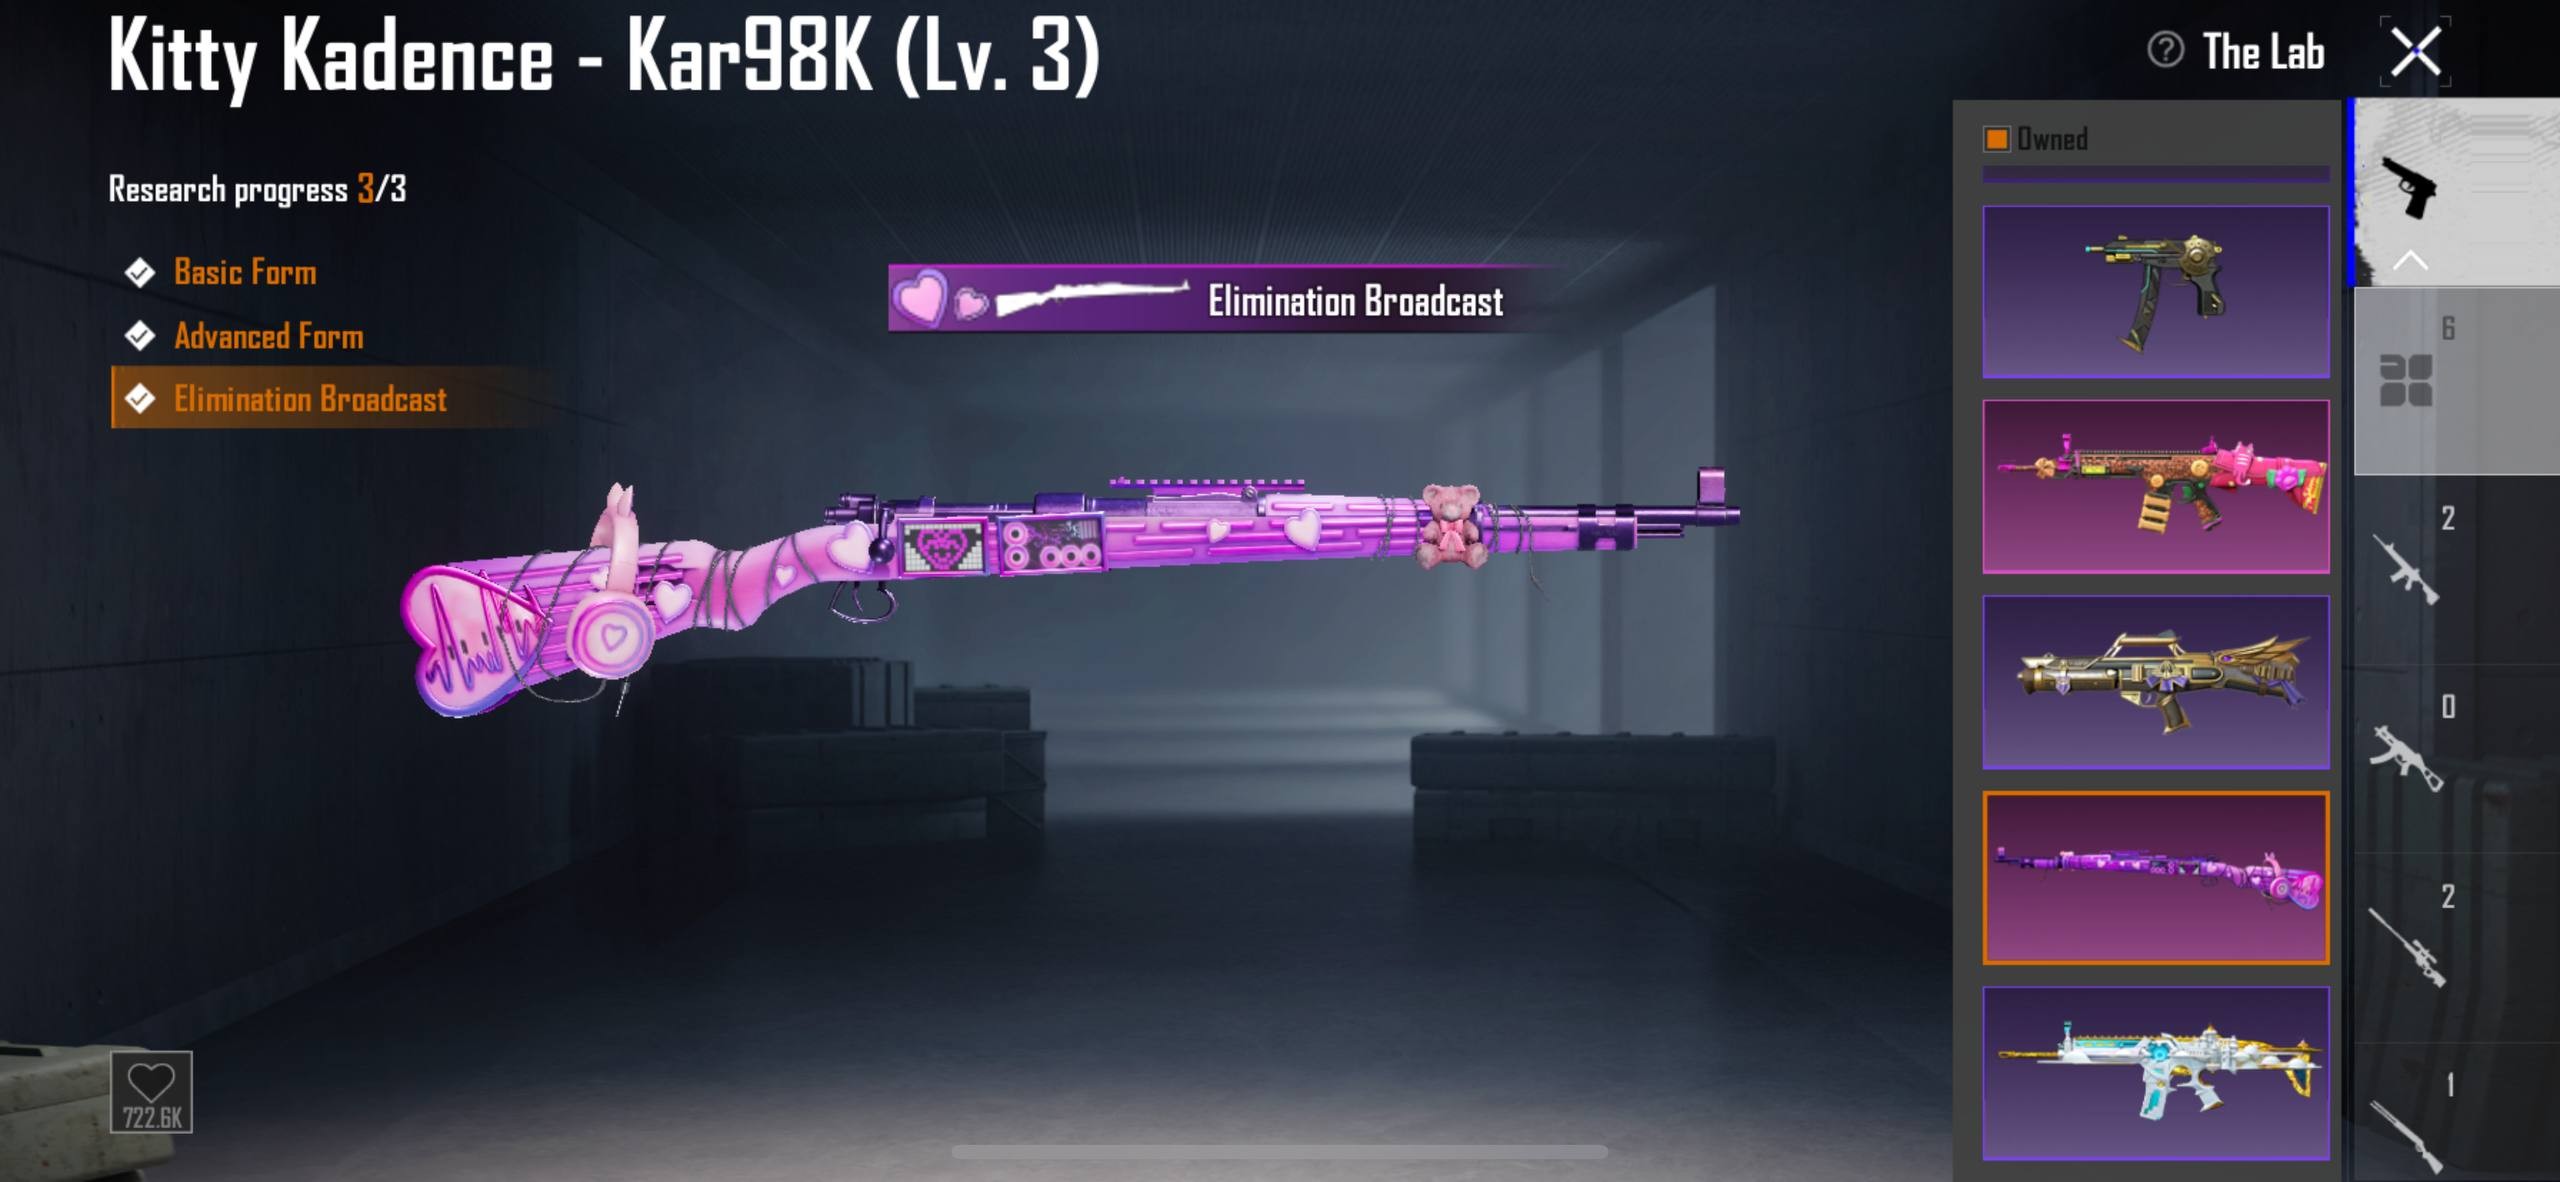 Kitty Kadence - Kar98K (Lv. 3)
The Lab
Research progress 3/3
Basic Form
Advanced Form
Elimination Broadcast
Elimination Broadcast
Owned
6
2
0
2
1
722.6K